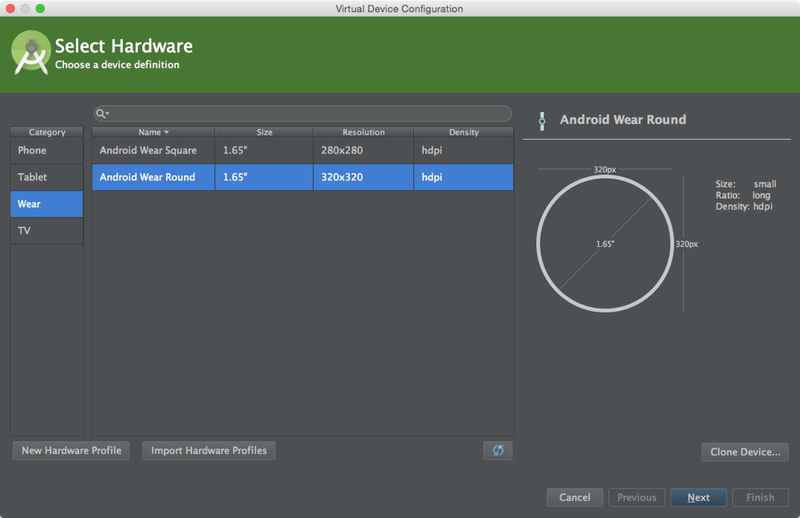 Virtual Device Configuration
Select Hardware
Choose a device definition
Category
Phone
Tablet
Wear
TV
Name Size Resolution Density
Android Wear Square 1.65" 280x280 hdpi
Android Wear Round 1.65" 320x320 hdpi
Android Wear Round
320px
1.65"
320px
Size: small
Ratio: long
Density: hdpi
New Hardware Profile
Import Hardware Profiles
Clone Device...
Cancel
Previous
Next
Finish